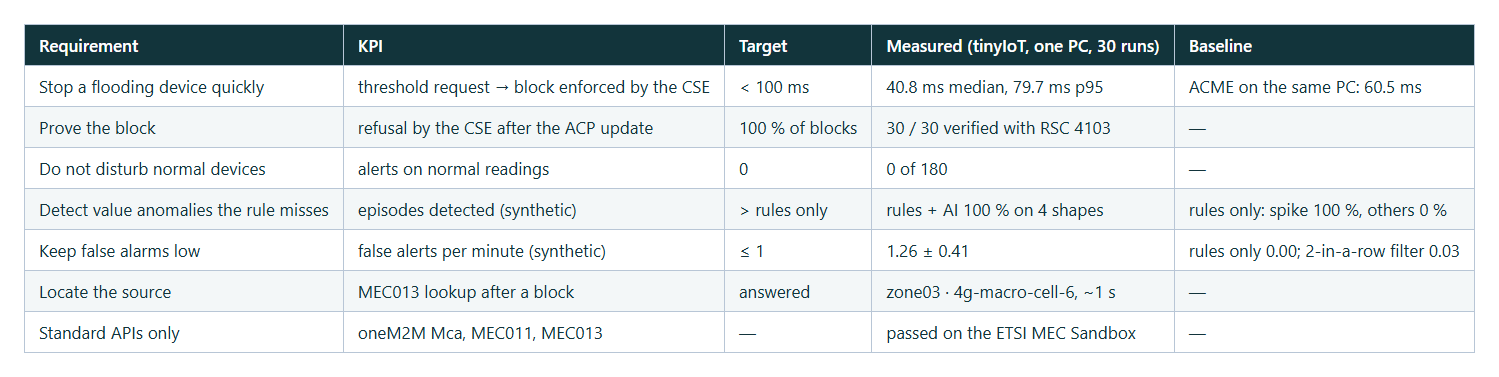 Requirement KPI Target Measured (tinyIoT, one PC, 30 runs) Baseline
Stop a flooding device quickly threshold request → block enforced by the CSE < 100 ms 40.8 ms median, 79.7 ms p95 ACME on the same PC: 60.5 ms
Prove the block refusal by the CSE after the ACP update 100 % of blocks 30 / 30 verified with RSC 4103 —
Do not disturb normal devices alerts on normal readings 0 0 of 180 —
Detect value anomalies the rule misses episodes detected (synthetic) > rules only rules + AI 100 % on 4 shapes rules only: spike 100 %, others 0 %
Keep false alarms low false alerts per minute (synthetic) ≤ 1 1.26 ± 0.41 rules only 0.00; 2-in-a-row filter 0.03
Locate the source MEC013 lookup after a block answered zone03 · 4g-macro-cell-6, ~1 s —
Standard APIs only oneM2M Mca, MEC011, MEC013 — passed on the ETSI MEC Sandbox —